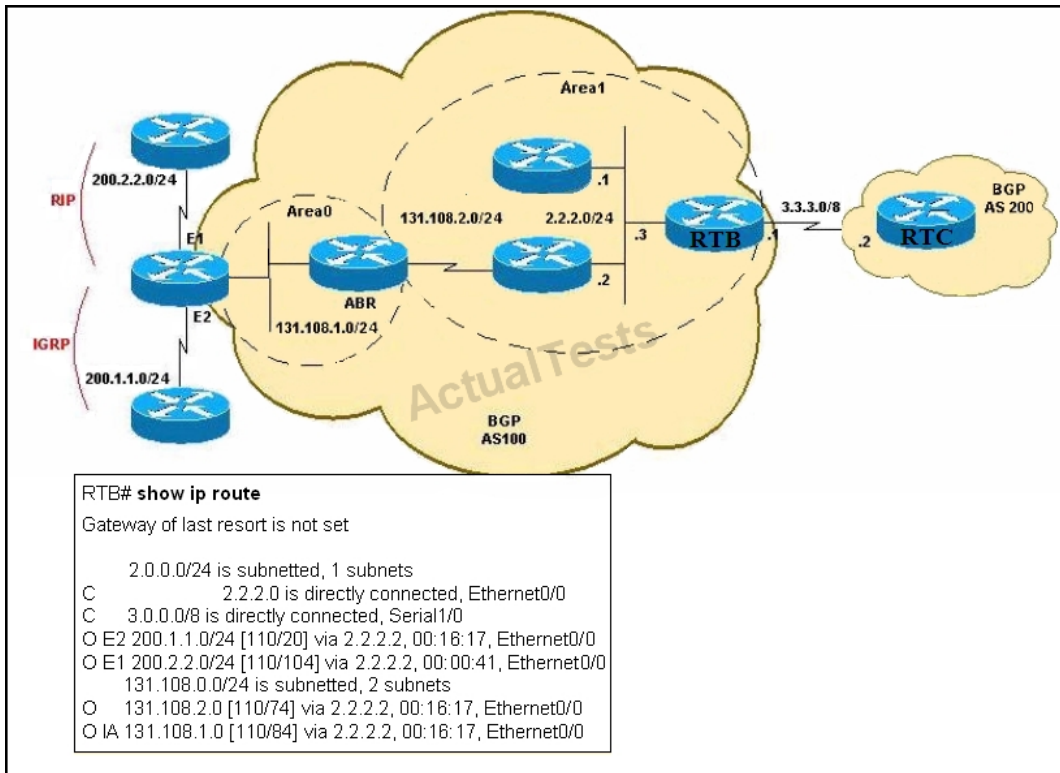 Area1
200.2.2.0/24
RIP
E1
Area0
131.108.2.0/24
2.2.2.0/24
.1
.3
RTB
.1
3.3.3.0/8
.2
RTC
BGP
AS 200
ABR
.2
E2
131.108.1.0/24
IGRP
200.1.1.0/24
ActualTests
BGP
AS100
RTB# show ip route
Gateway of last resort is not set
2.0.0.0/24 is subnetted, 1 subnets
C 2.2.2.0 is directly connected, Ethernet0/0
C 3.0.0.0/8 is directly connected, Serial1/0
O E2 200.1.1.0/24 [110/20] via 2.2.2.2, 00:16:17, Ethernet0/0
O E1 200.2.2.0/24 [110/104] via 2.2.2.2, 00:00:41, Ethernet0/0
131.108.0.0/24 is subnetted, 2 subnets
O 131.108.2.0 [110/74] via 2.2.2.2, 00:16:17, Ethernet0/0
O IA 131.108.1.0 [110/84] via 2.2.2.2, 00:16:17, Ethernet0/0